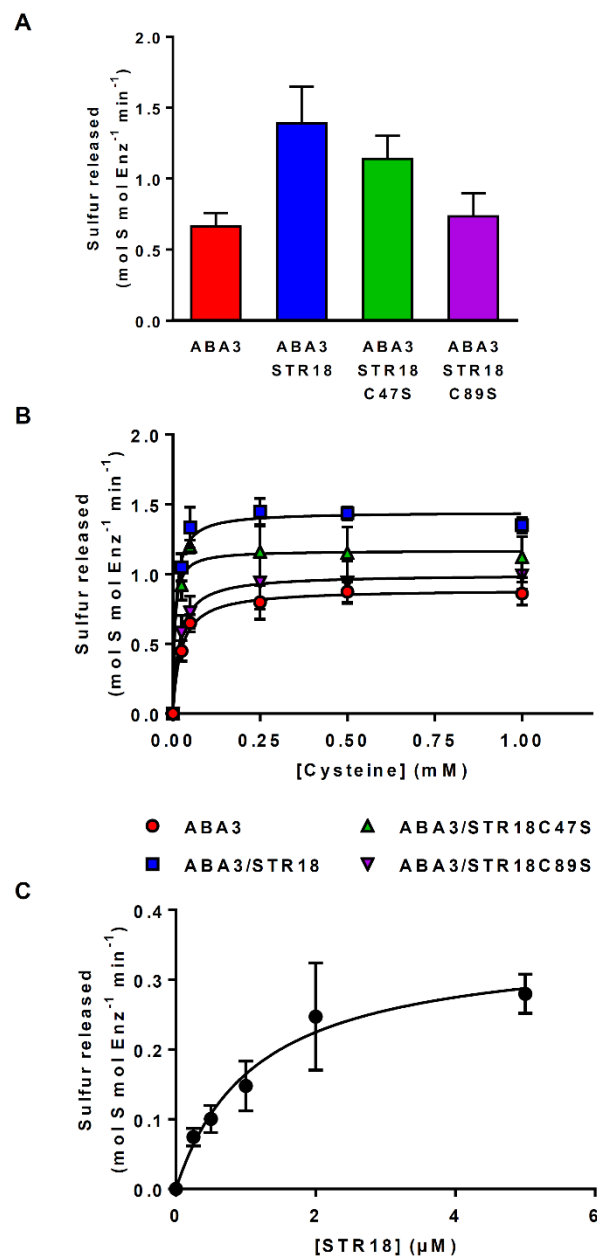 A
Sulfur released
(mol S mol Enz⁻¹ min⁻¹)
2.0
1.5
1.0
0.5
0.0
ABA3
ABA3
STR18
ABA3
STR18
C47S
ABA3
STR18
C89S
B
Sulfur released
(mol S mol Enz⁻¹ min⁻¹)
2.0
1.5
1.0
0.5
0.0
0.00 0.25 0.50 0.75 1.00
[Cysteine] (mM)
ABA3 ABA3/STR18C47S
ABA3/STR18 ABA3/STR18C89S
C
Sulfur released
(mol S mol Enz⁻¹ min⁻¹)
0.4
0.3
0.2
0.1
0.0
0 2 4 6
[STR18] (µM)